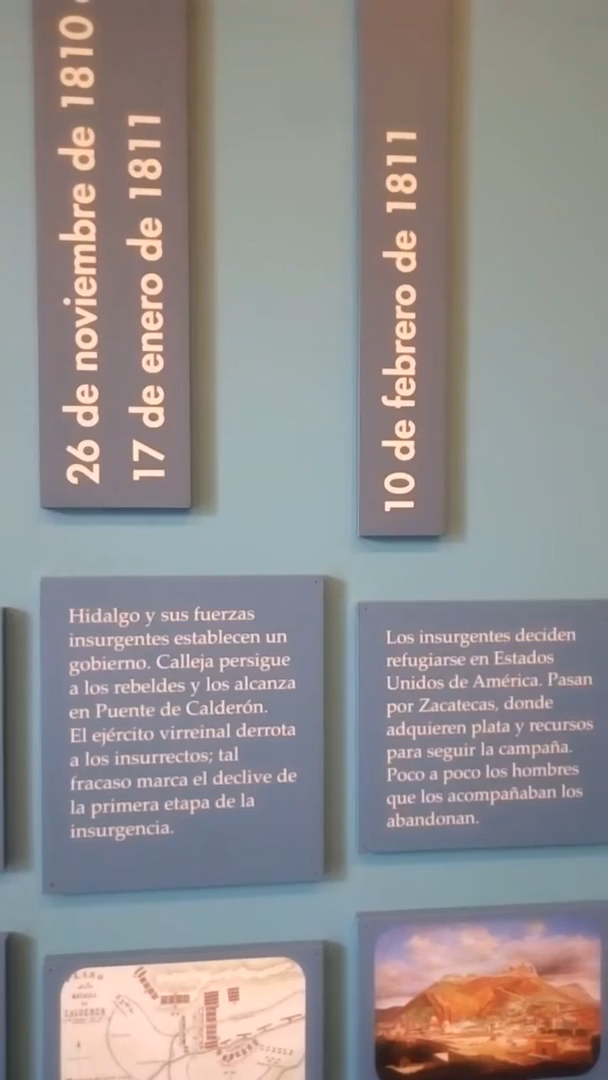 26 de noviembre de 1810
17 de enero de 1811
10 de febrero de 1811
Hidalgo y sus fuerzas
insurgentes establecen un
gobierno. Calleja persigue
a los rebeldes y los alcanza
en Puente de Calderón.
El ejército virreinal derrota
a los insurrectos; tal
fracaso marca el declive de
la primera etapa de la
insurgencia.
Los insurgentes deciden
refugiarse en Estados
Unidos de América. Pasan
por Zacatecas, donde
adquieren plata y recursos
para seguir la campaña.
Poco a poco los hombres
que los acompañaban los
abandonan.
BATALLA
DE
CALDERON